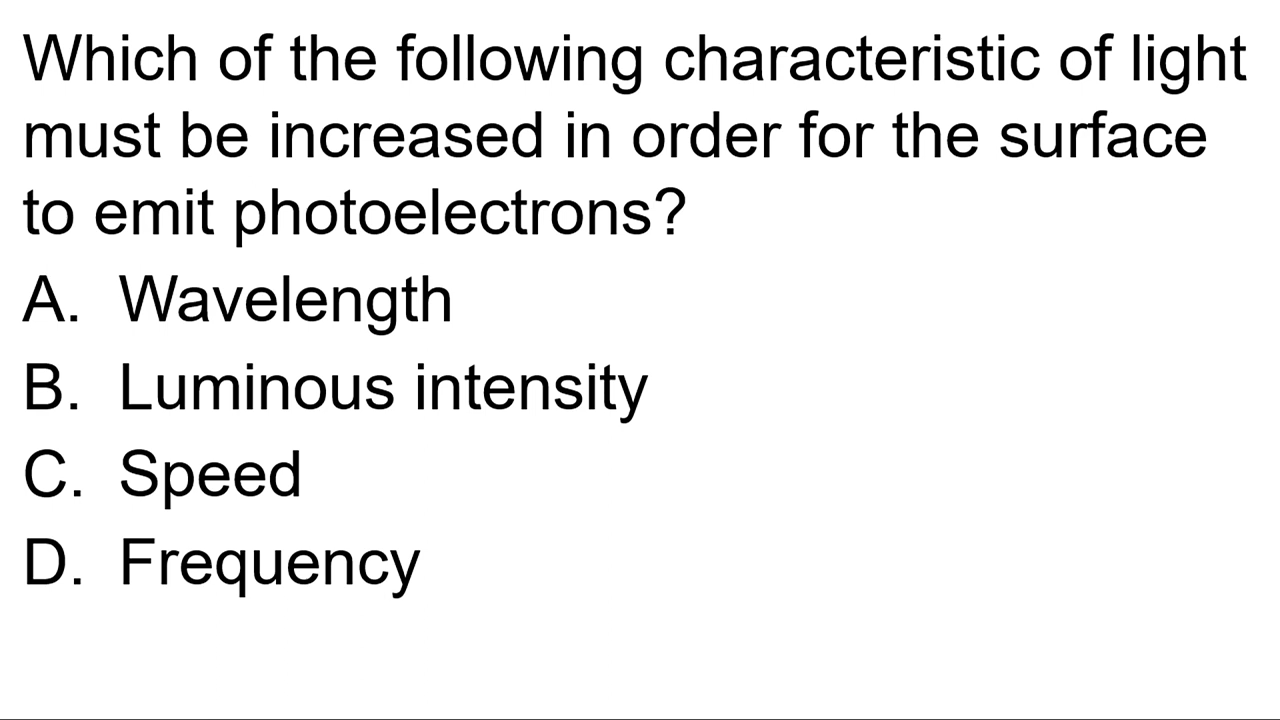 Which of the following characteristic of light
must be increased in order for the surface
to emit photoelectrons?
A. Wavelength
B. Luminous intensity
C. Speed
D. Frequency